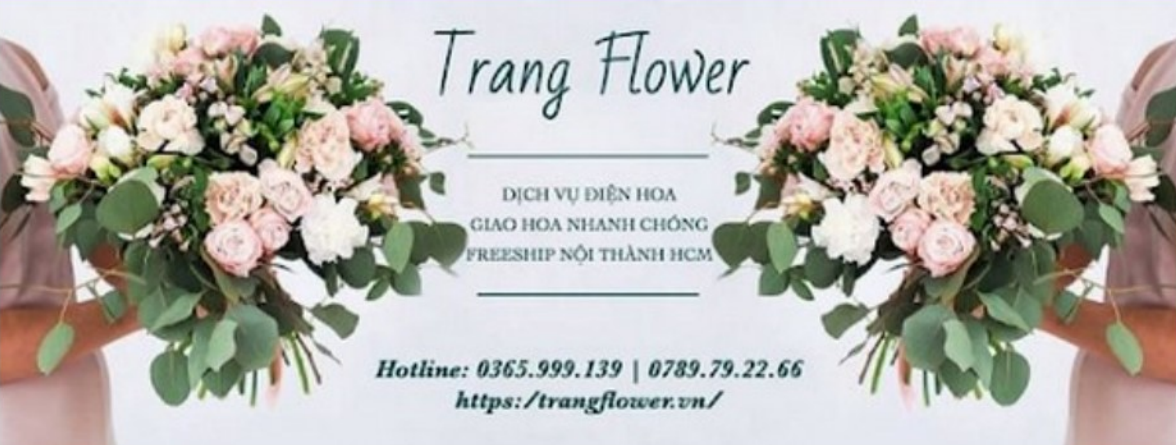 Trang Flower
DỊCH VỤ ĐIỆN HOA
GIAO HOA NHANH CHÓNG
FREESHIP NỘI THÀNH HCM
Hotline: 0365.999.139 | 0789.79.22.66
https:/trangflower.vn/